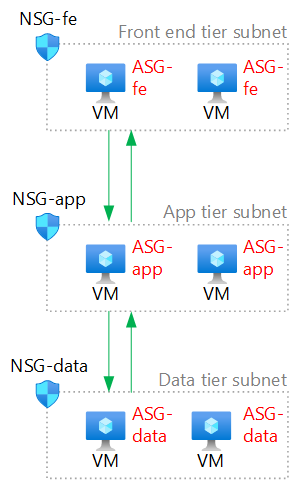 NSG-fe
Front end tier subnet
ASG-
fe
VM
ASG-
fe
VM
NSG-app
App tier subnet
ASG-
app
VM
ASG-
app
VM
NSG-data
Data tier subnet
ASG-
data
VM
ASG-
data
VM